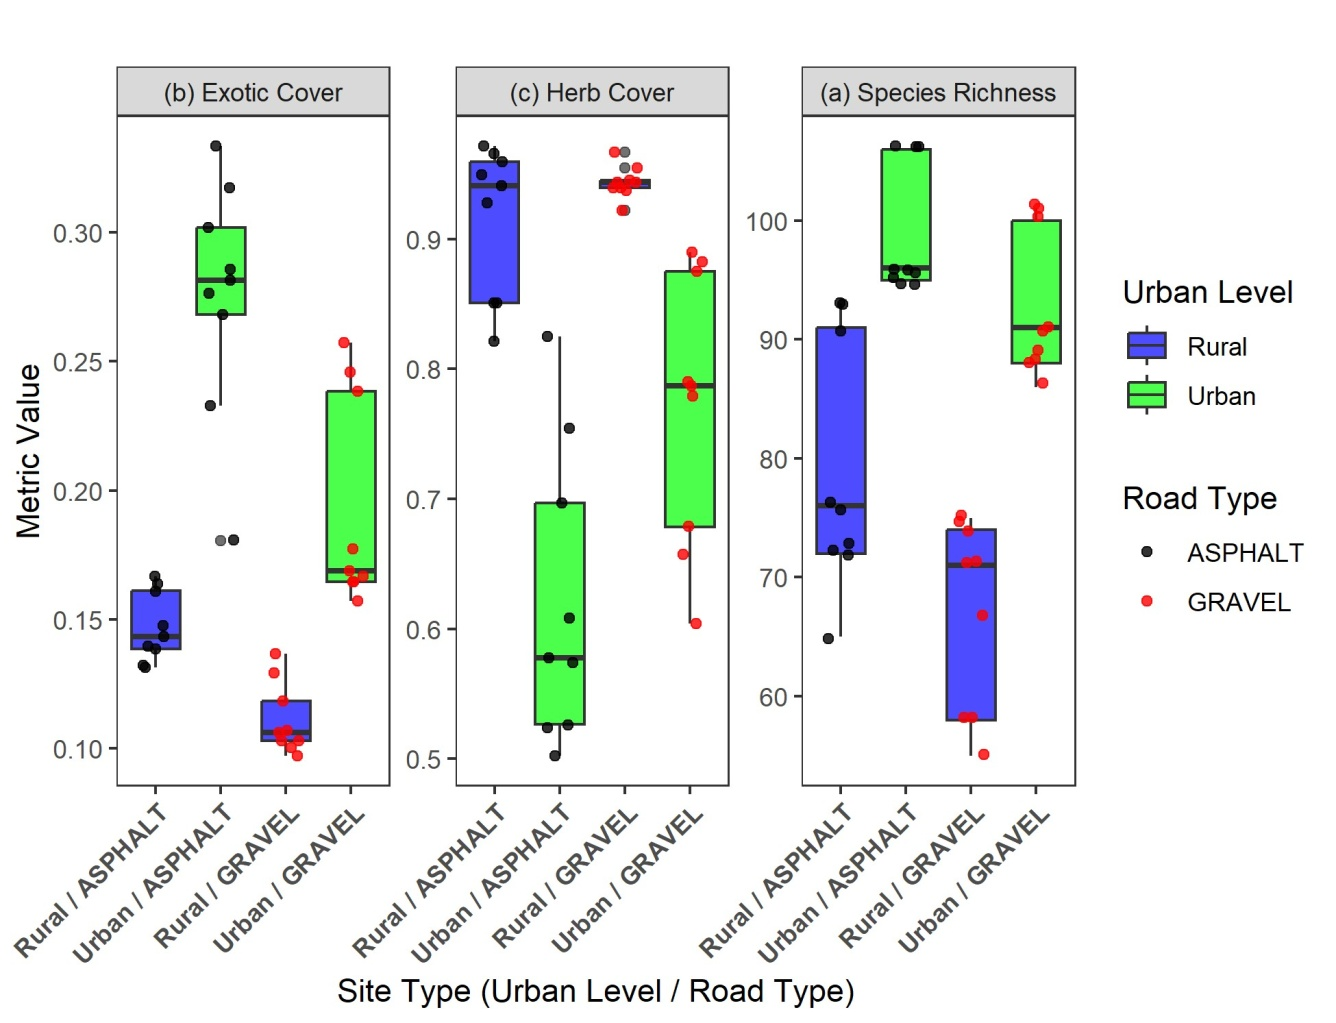 (b) Exotic Cover
(c) Herb Cover
(a) Species Richness
Metric Value
0.30
0.25
0.20
0.15
0.10
0.9
0.8
0.7
0.6
0.5
100
90
80
70
60
Rural / ASPHALT
Urban / ASPHALT
Rural / GRAVEL
Urban / GRAVEL
Rural / ASPHALT
Urban / ASPHALT
Rural / GRAVEL
Urban / GRAVEL
Rural / ASPHALT
Urban / ASPHALT
Rural / GRAVEL
Urban / GRAVEL
Site Type (Urban Level / Road Type)
Urban Level
Rural
Urban
Road Type
ASPHALT
GRAVEL